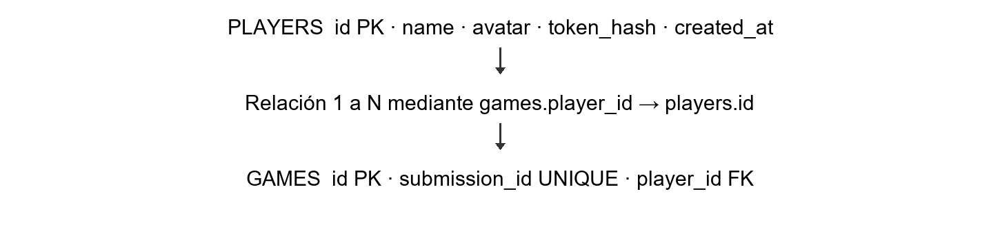 PLAYERS id PK · name · avatar · token_hash · created_at
Relación 1 a N mediante games.player_id → players.id
GAMES id PK · submission_id UNIQUE · player_id FK